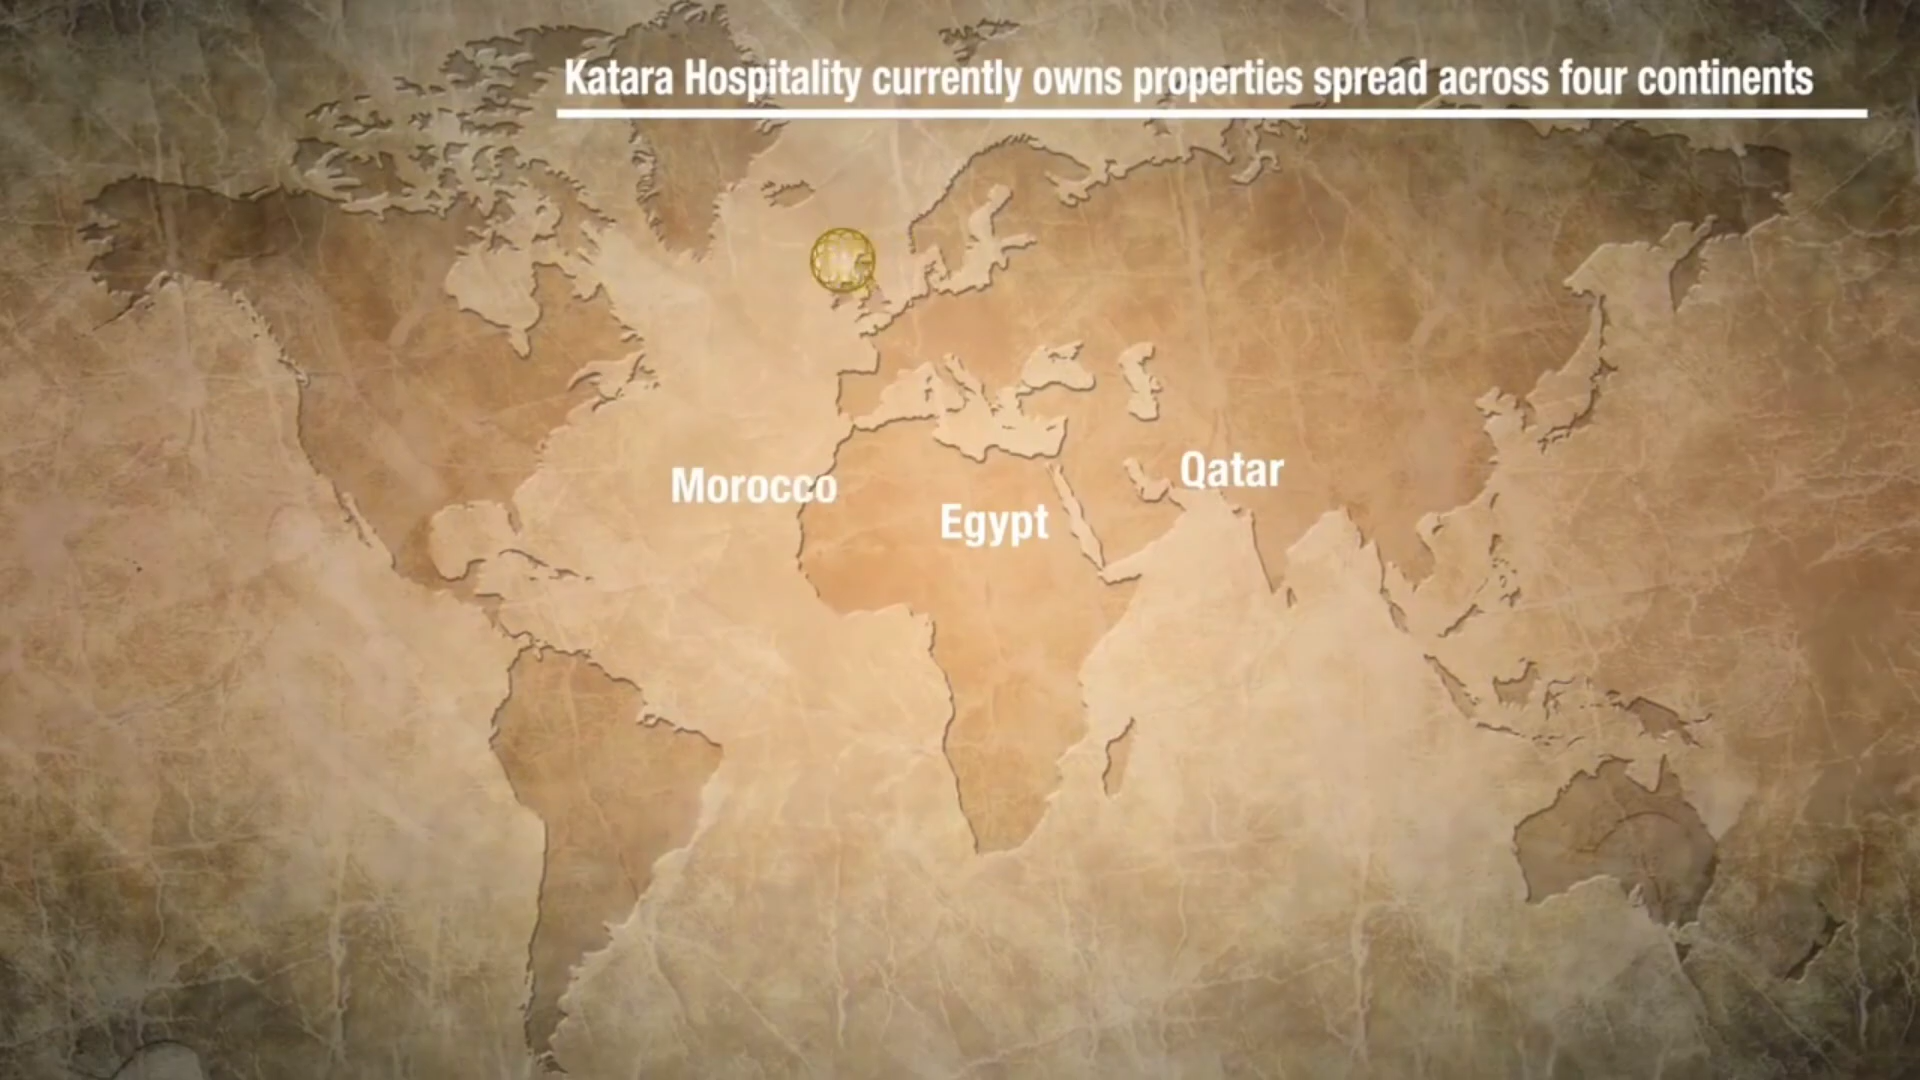 Katara Hospitality currently owns properties spread across four continents
Morocco
Egypt
Qatar